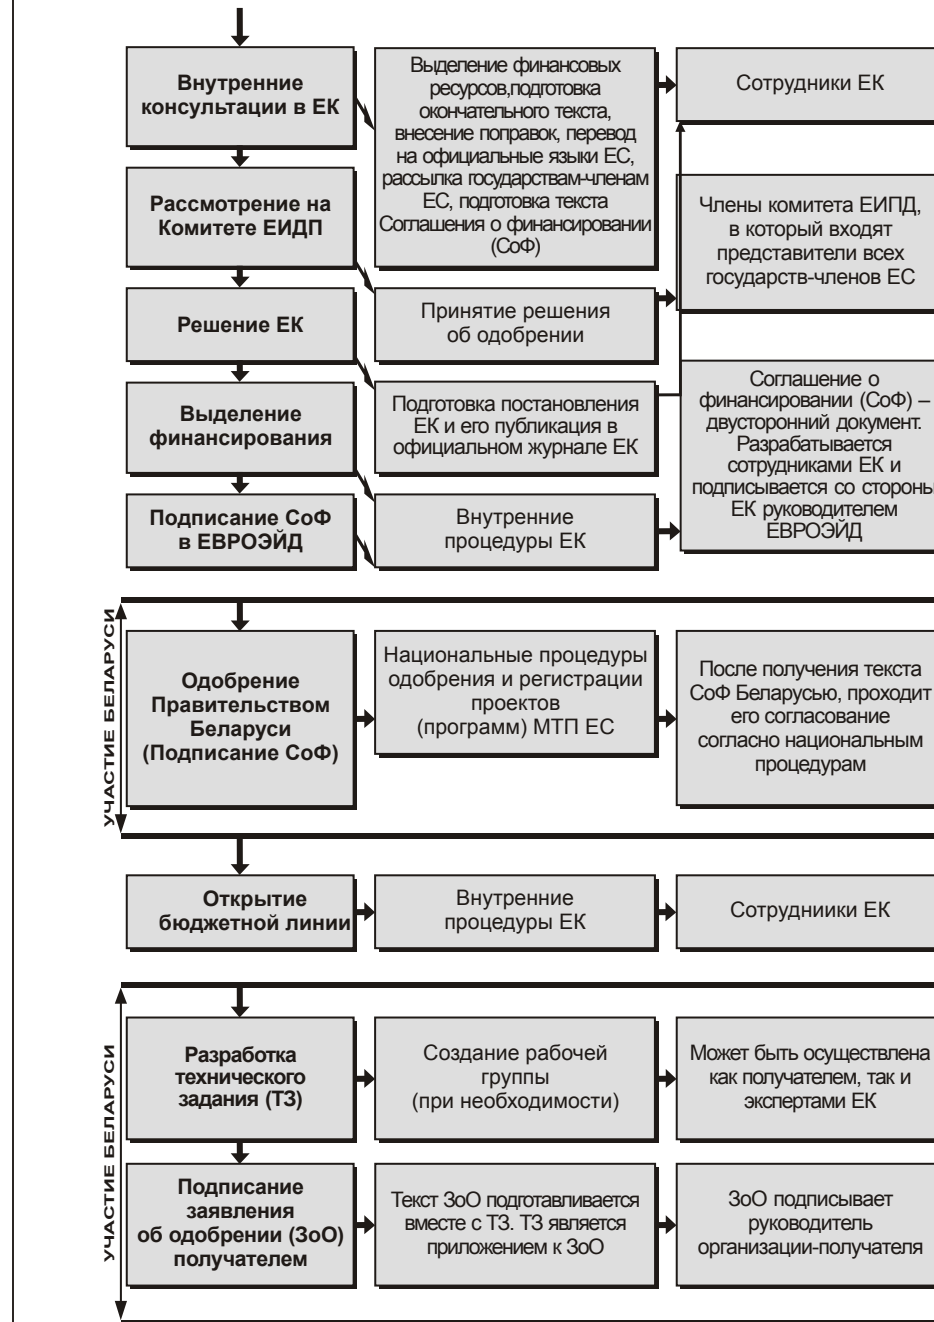 Внутренние
консультации в ЕК
Выделение финансовых
ресурсов,подготовка
окончательного текста,
внесение поправок, перевод
на официальные языки ЕС,
рассылка государствам-членам
ЕС, подготовка текста
Соглашения о финансировании
(СоФ)
Сотрудники ЕК
Рассмотрение на
Комитете ЕИДП
Члены комитета ЕИПД,
в который входят
представители всех
государств-членов ЕС
Решение ЕК
Принятие решения
об одобрении
Выделение
финансирования
Подготовка постановления
ЕК и его публикация в
официальном журнале ЕК
Соглашение о
финансировании (СоФ) –
двусторонний документ.
Разрабатывается
сотрудниками ЕК и
подписывается со стороны
ЕК руководителем
ЕВРОЭЙД
Подписание СоФ
в ЕВРОЭЙД
Внутренние
процедуры ЕК
УЧАСТИЕ БЕЛАРУСИ
Одобрение
Правительством
Беларуси
(Подписание СоФ)
Национальные процедуры
одобрения и регистрации
проектов
(программ) МТП ЕС
После получения текста
СоФ Беларусью, проходит
его согласование
согласно национальным
процедурам
Открытие
бюджетной линии
Внутренние
процедуры ЕК
Сотрудниики ЕК
УЧАСТИЕ БЕЛАРУСИ
Разработка
технического
задания (ТЗ)
Создание рабочей
группы
(при необходимости)
Может быть осуществлена
как получателем, так и
экспертами ЕК
Подписание
заявления
об одобрении (ЗоО)
получателем
Текст ЗоО подготавливается
вместе с ТЗ. ТЗ является
приложением к ЗоО
ЗоО подписывает
руководитель
организации-получателя